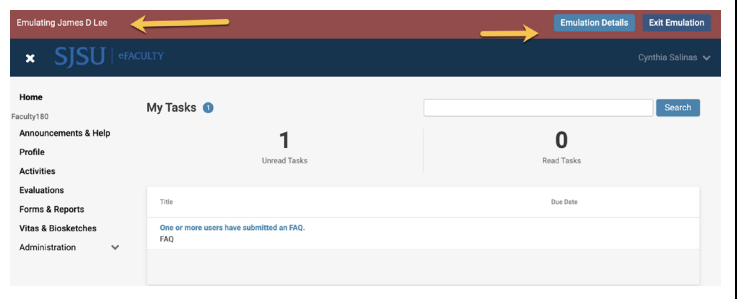 Emulating James D Lee
Emulation Details
Exit Emulation
SJSU eFACULTY
Cynthia Salinas
Home
Faculty180
Announcements & Help
Profile
Activities
Evaluations
Forms & Reports
Vitas & Biosketches
Administration
My Tasks 1
Search
1
Unread Tasks
0
Read Tasks
Title
Due Date
One or more users have submitted an FAQ.
FAQ